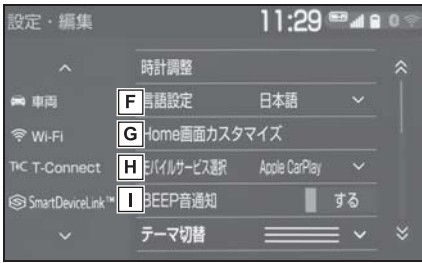 設定・編集 11:29
時計調整
車両 F 言語設定 日本語
Wi-Fi G Home画面カスタマイズ
T-Connect H モバイルサービス選択 Apple CarPlay
SmartDeviceLink™ I BEEP音通知 する
テーマ切替